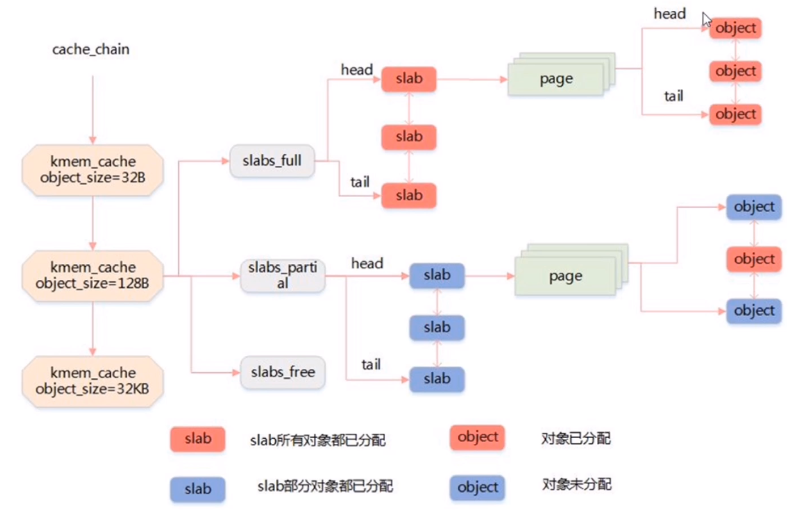 cache_chain
kmem_cache
object_size=32B
kmem_cache
object_size=128B
kmem_cache
object_size=32KB
slabs_full
head
tail
slab
slab
slab
page
head
tail
object
object
object
slabs_parti
al
head
tail
slab
slab
slab
page
object
object
object
slabs_free
slab
slab所有对象都已分配
object
对象已分配
slab
slab部分对象都已分配
object
对象未分配